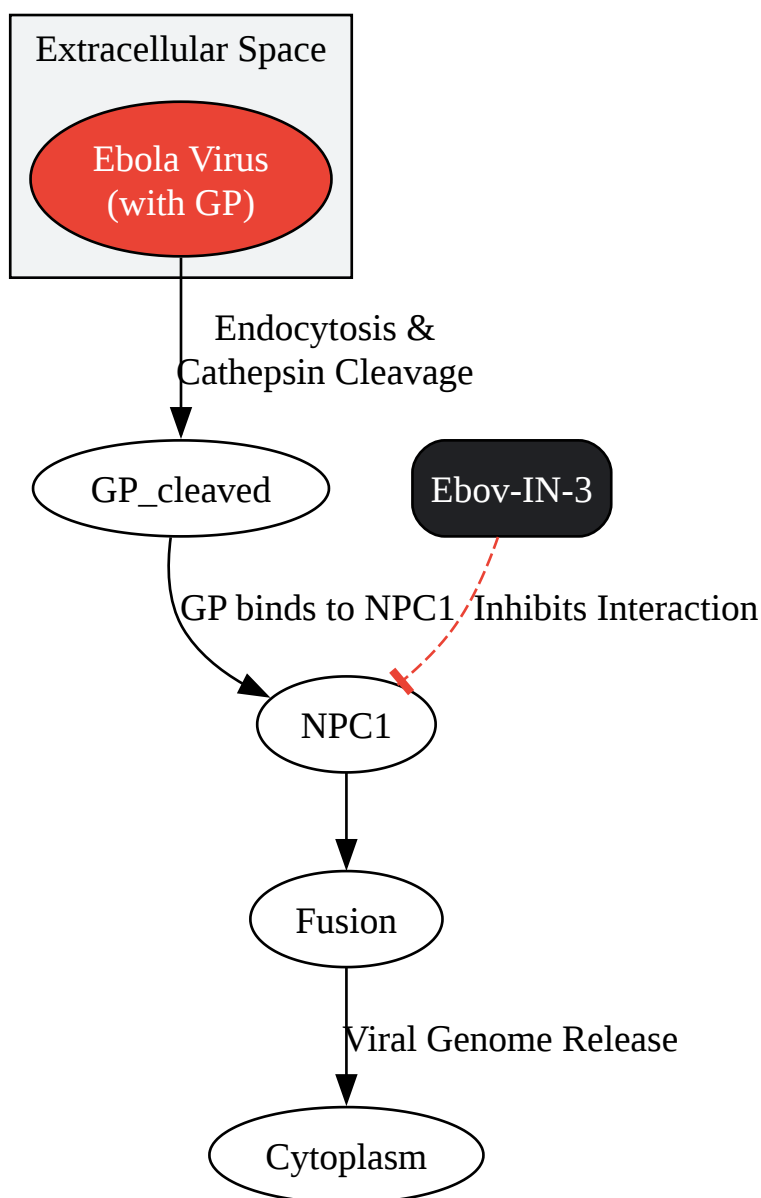 Extracellular Space
Ebola Virus
(with GP)
Endocytosis &
Cathepsin Cleavage
GP_cleaved
Ebov-IN-3
GP binds to NPC1
Inhibits Interaction
NPC1
Fusion
Viral Genome Release
Cytoplasm